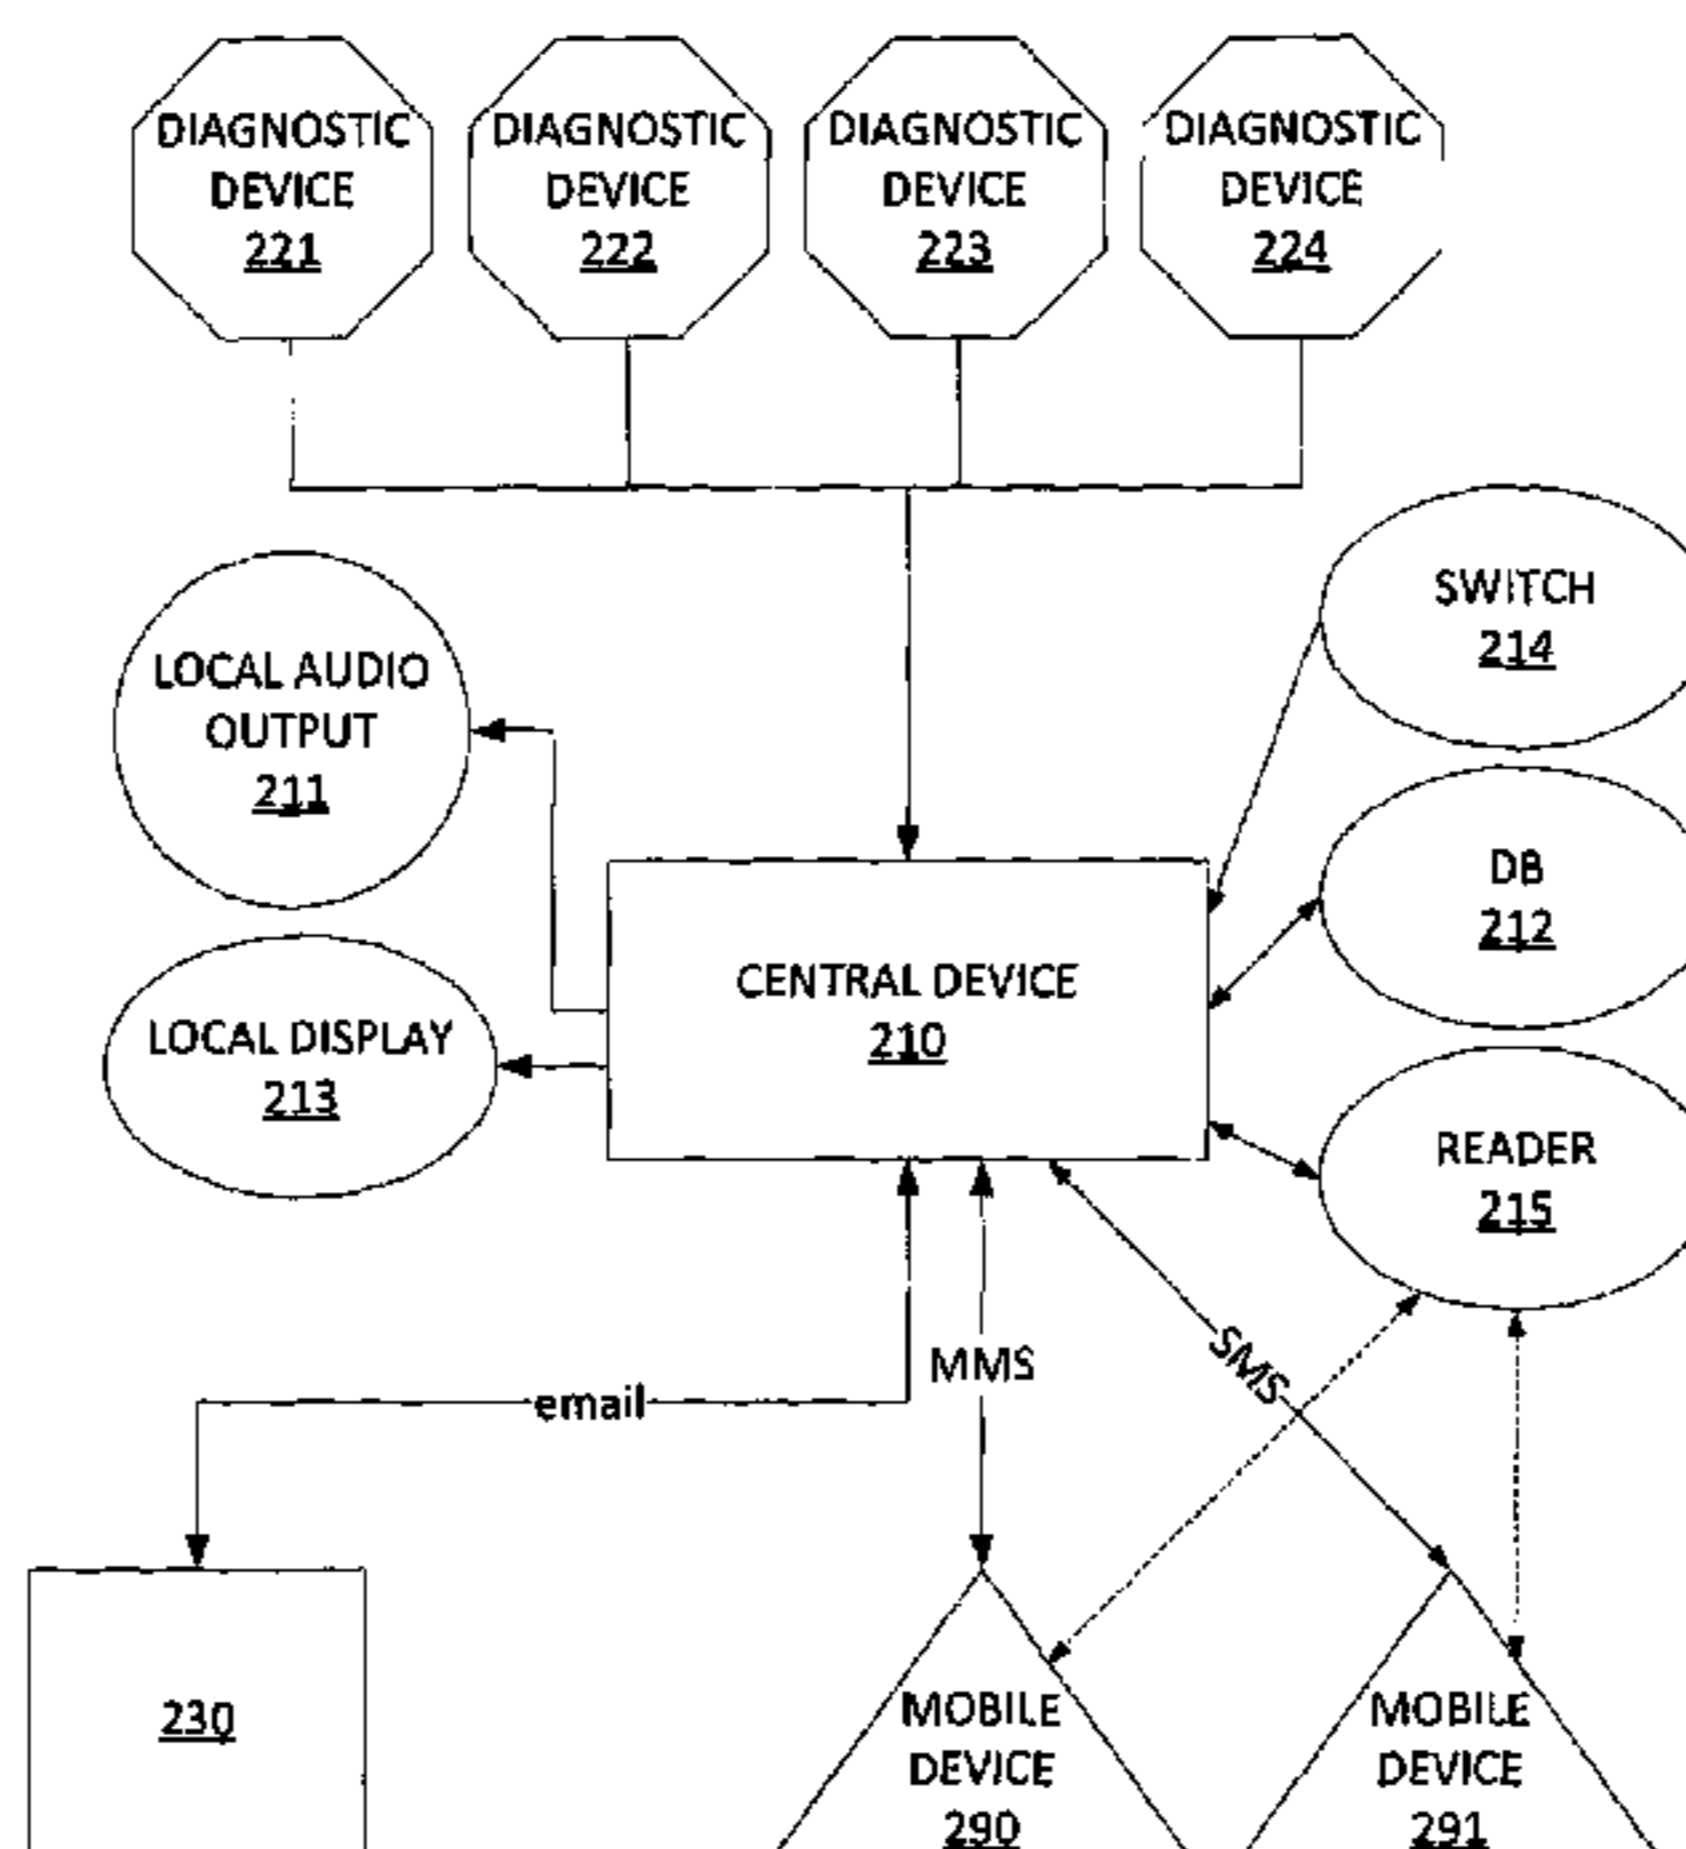 DIAGNOSTIC
DEVICE
221
DIAGNOSTIC
DEVICE
222
DIAGNOSTIC
DEVICE
223
DIAGNOSTIC
DEVICE
224
SWITCH
214
LOCAL AUDIO
OUTPUT
211
DB
212
CENTRAL DEVICE
210
LOCAL DISPLAY
213
READER
215
MMS
SMS
email
230
MOBILE
DEVICE
290
MOBILE
DEVICE
291